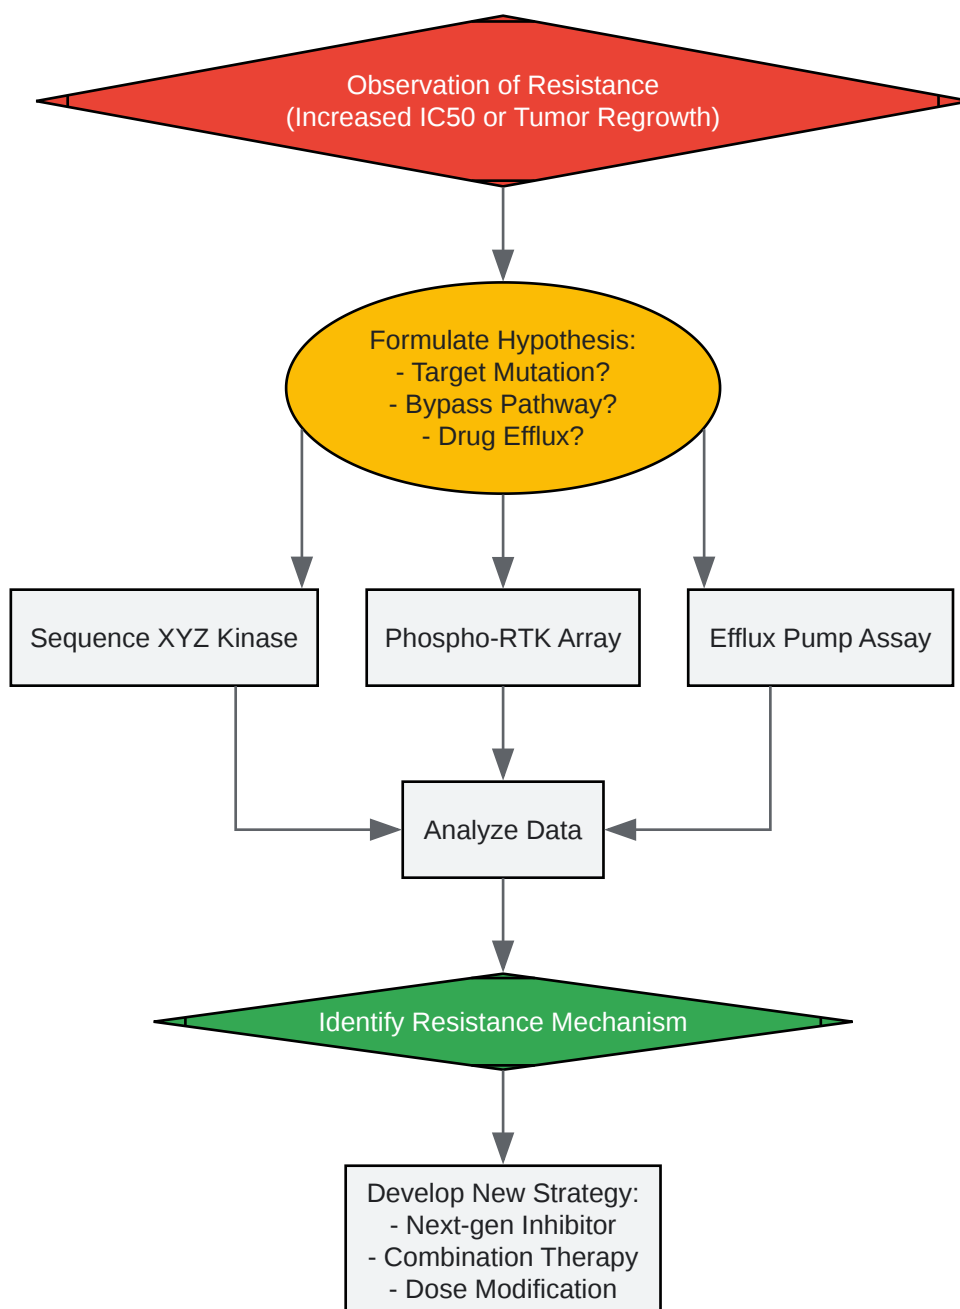 Observation of Resistance
(Increased IC50 or Tumor Regrowth)
Formulate Hypothesis:
- Target Mutation?
- Bypass Pathway?
- Drug Efflux?
Sequence XYZ Kinase
Phospho-RTK Array
Efflux Pump Assay
Analyze Data
Identify Resistance Mechanism
Develop New Strategy:
- Next-gen Inhibitor
- Combination Therapy
- Dose Modification